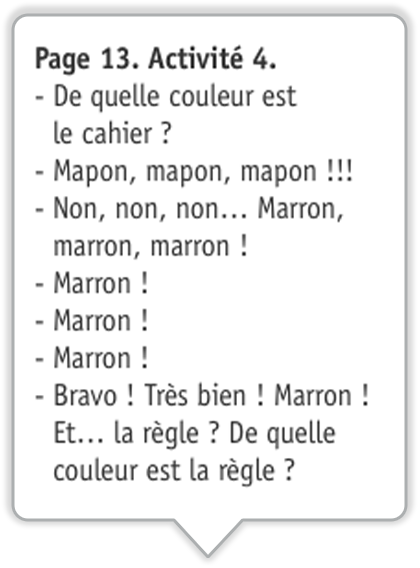 Page 13. Activité 4.
- De quelle couleur est
le cahier ?
- Mapon, mapon, mapon !!!
- Non, non, non… Marron,
marron, marron !
- Marron !
- Marron !
- Marron !
- Bravo ! Très bien ! Marron !
Et… la règle ? De quelle
couleur est la règle ?